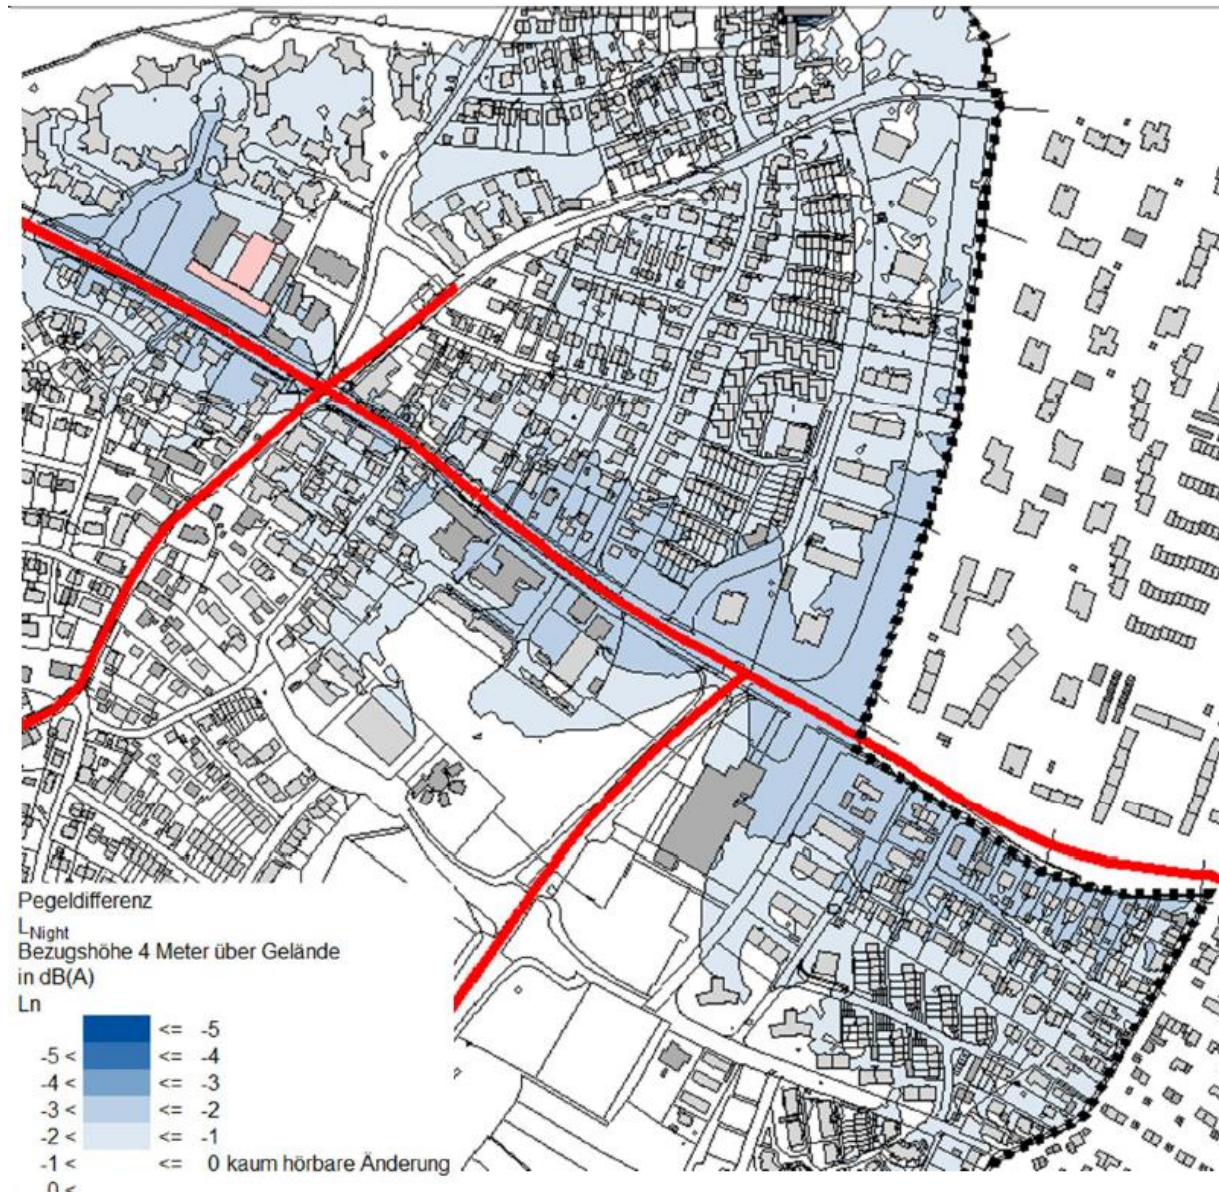 Pegeldifferenz
LNight
Bezugshöhe 4 Meter über Gelände
in dB(A)
Ln
<= -5
-5 < <= -4
-4 < <= -3
-3 < <= -2
-2 < <= -1
-1 < <= 0 kaum hörbare Änderung
0 <